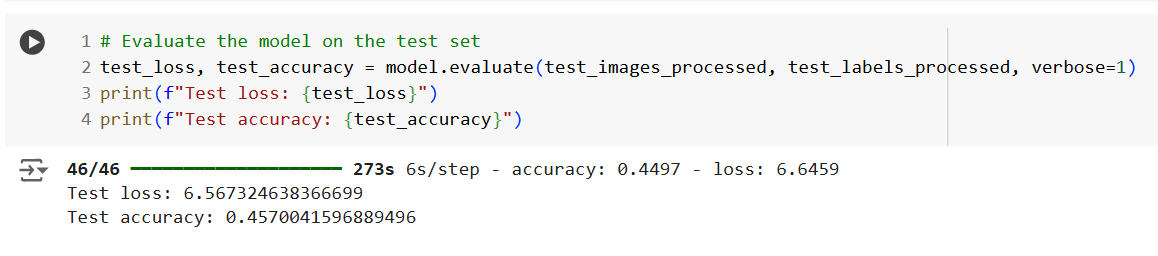 1 # Evaluate the model on the test set
2 test_loss, test_accuracy = model.evaluate(test_images_processed, test_labels_processed, verbose=1)
3 print(f"Test loss: {test_loss}")
4 print(f"Test accuracy: {test_accuracy}")
46/46 ━━━━━━━━━━━━━━━━━━━━ 273s 6s/step - accuracy: 0.4497 - loss: 6.6459
Test loss: 6.567324638366699
Test accuracy: 0.4570041596889496